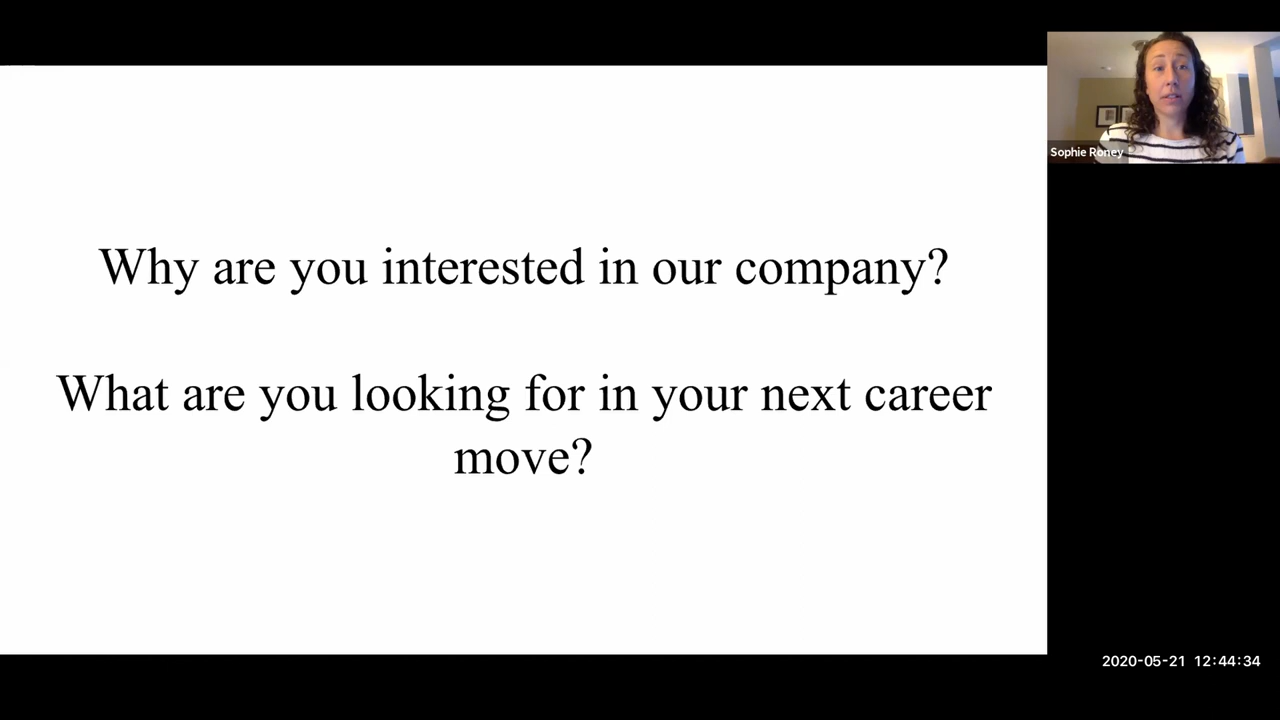 Why are you interested in our company?
What are you looking for in your next career
move?
Sophie Roney
2020-05-21 12:44:34